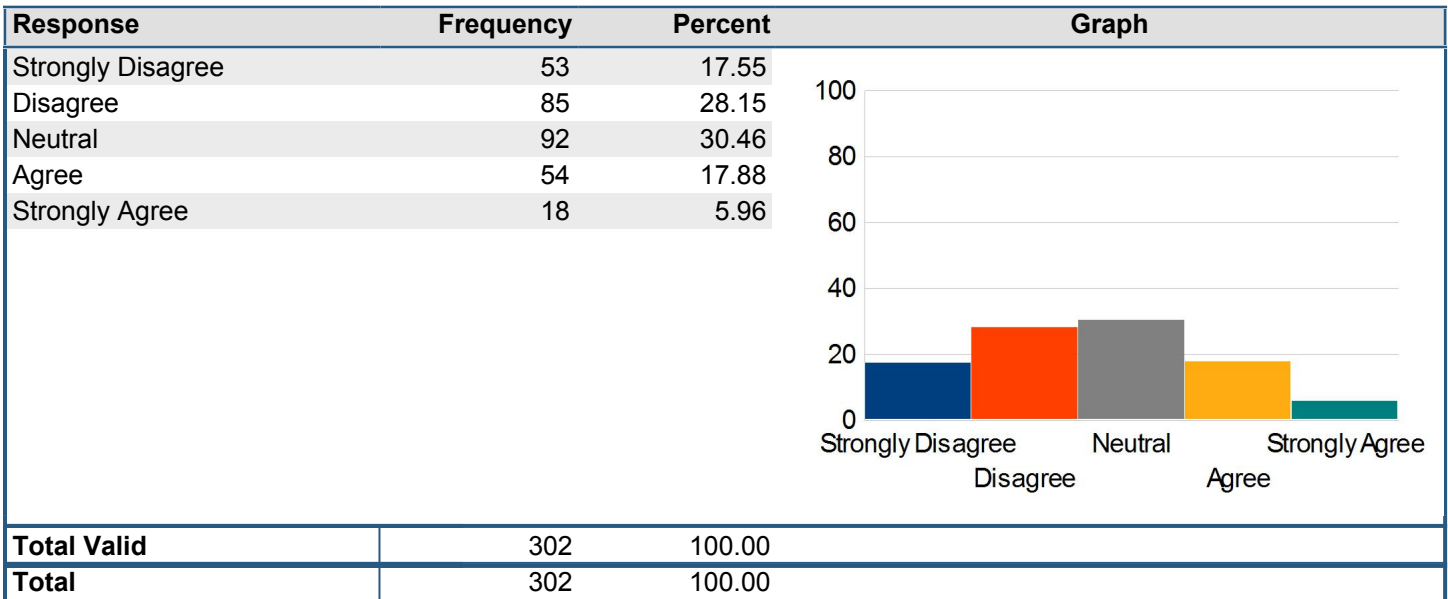 Response Frequency Percent Graph
Strongly Disagree 53 17.55
Disagree 85 28.15
Neutral 92 30.46
Agree 54 17.88
Strongly Agree 18 5.96
100
80
60
40
20
0
Strongly Disagree Neutral Strongly Agree
Disagree Agree
Total Valid 302 100.00
Total 302 100.00